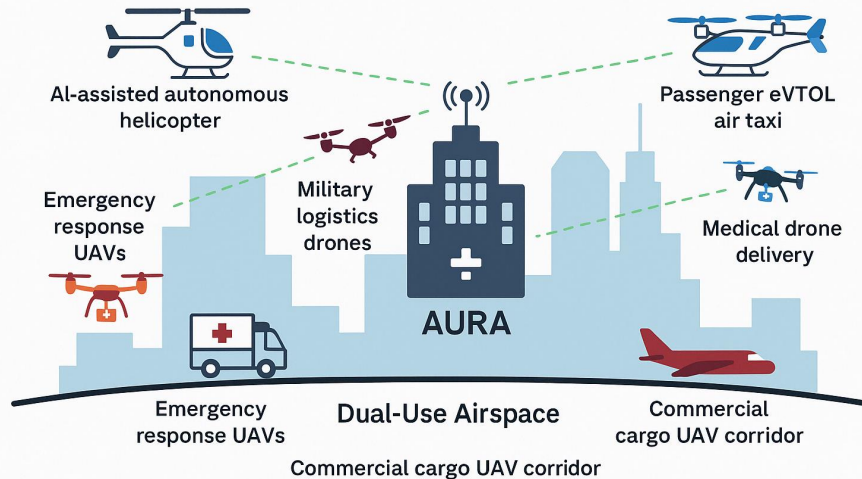 AI-assisted autonomous
helicopter
Passenger eVTOL
air taxi
Military
logistics
drones
Emergency
response
UAVs
Medical drone
delivery
AURA
Emergency
response UAVs
Dual-Use Airspace
Commercial
cargo UAV corridor
Commercial cargo UAV corridor